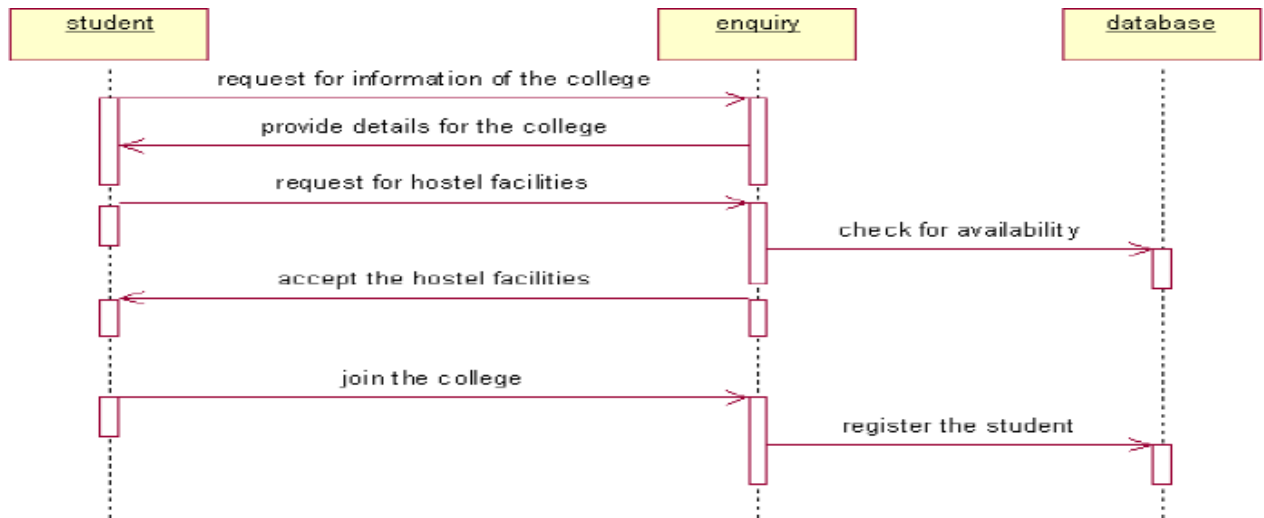 student
enquiry
database
request for information of the college
provide details for the college
request for hostel facilities
check for availability
accept the hostel facilities
join the college
register the student